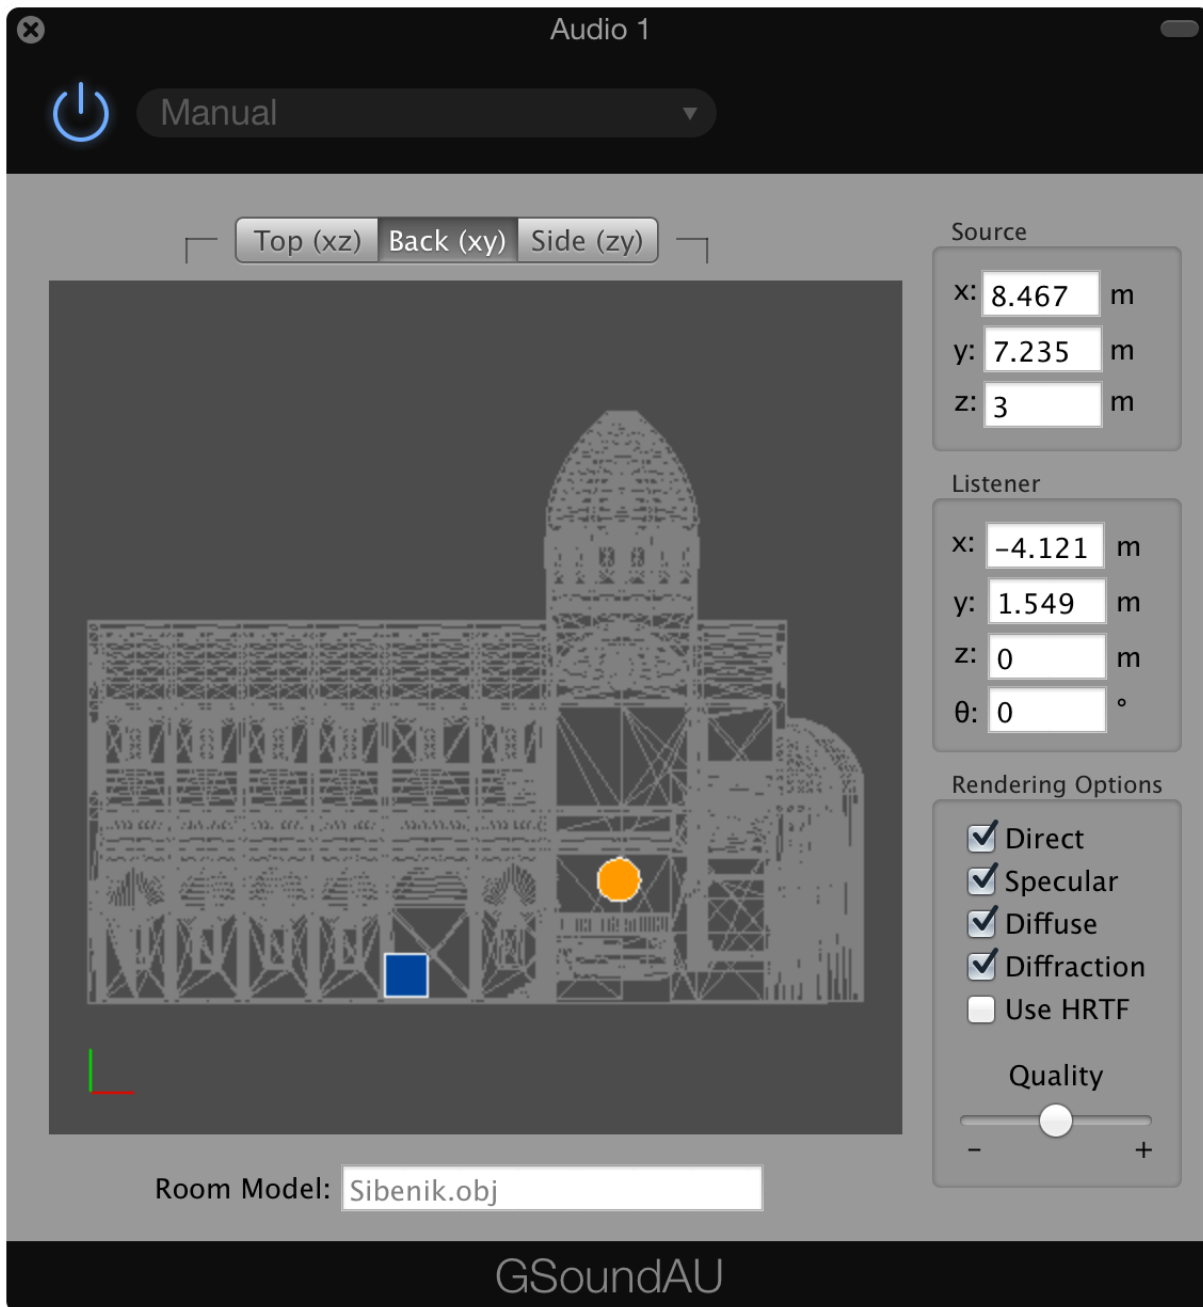 Audio 1
Manual
Top (xz) Back (xy) Side (zy)
Source
x: 8.467 m
y: 7.235 m
z: 3 m
Listener
x: −4.121 m
y: 1.549 m
z: 0 m
θ: 0 °
Rendering Options
Direct
Specular
Diffuse
Diffraction
Use HRTF
Quality
- +
Room Model: Sibenik.obj
GSoundAU